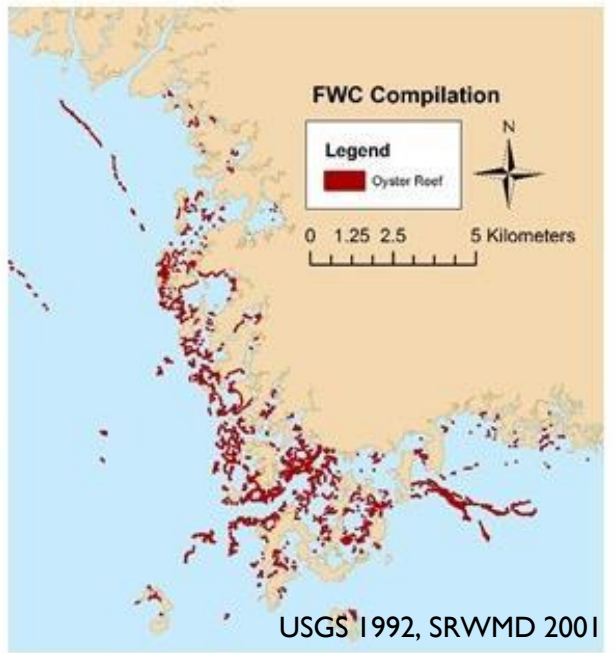 FWC Compilation
Legend
Oyster Reef
N
0 1.25 2.5 5 Kilometers
USGS 1992, SRWMD 2001